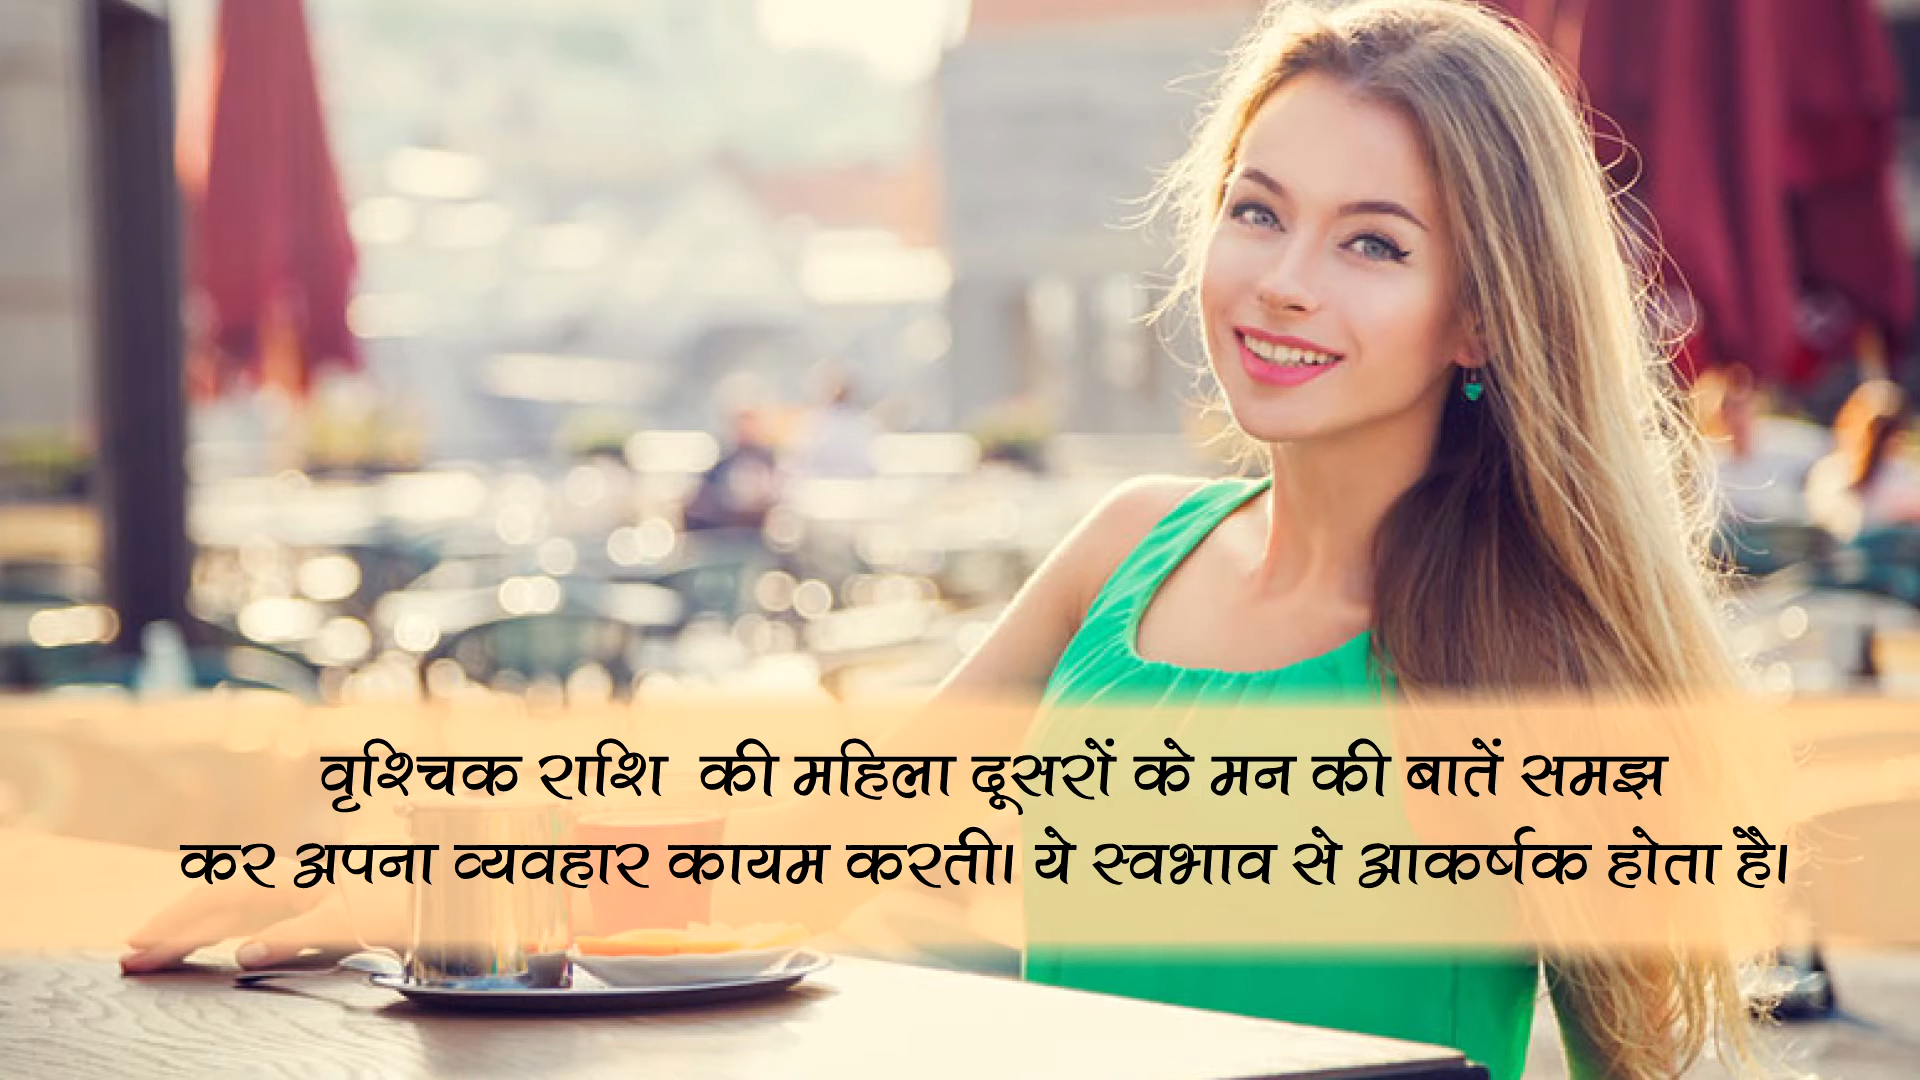 वृश्चिक राशि की महिला दूसरों के मन की बातें समझ
कर अपना व्यवहार कायम करती। ये स्वभाव से आकर्षक होता है।